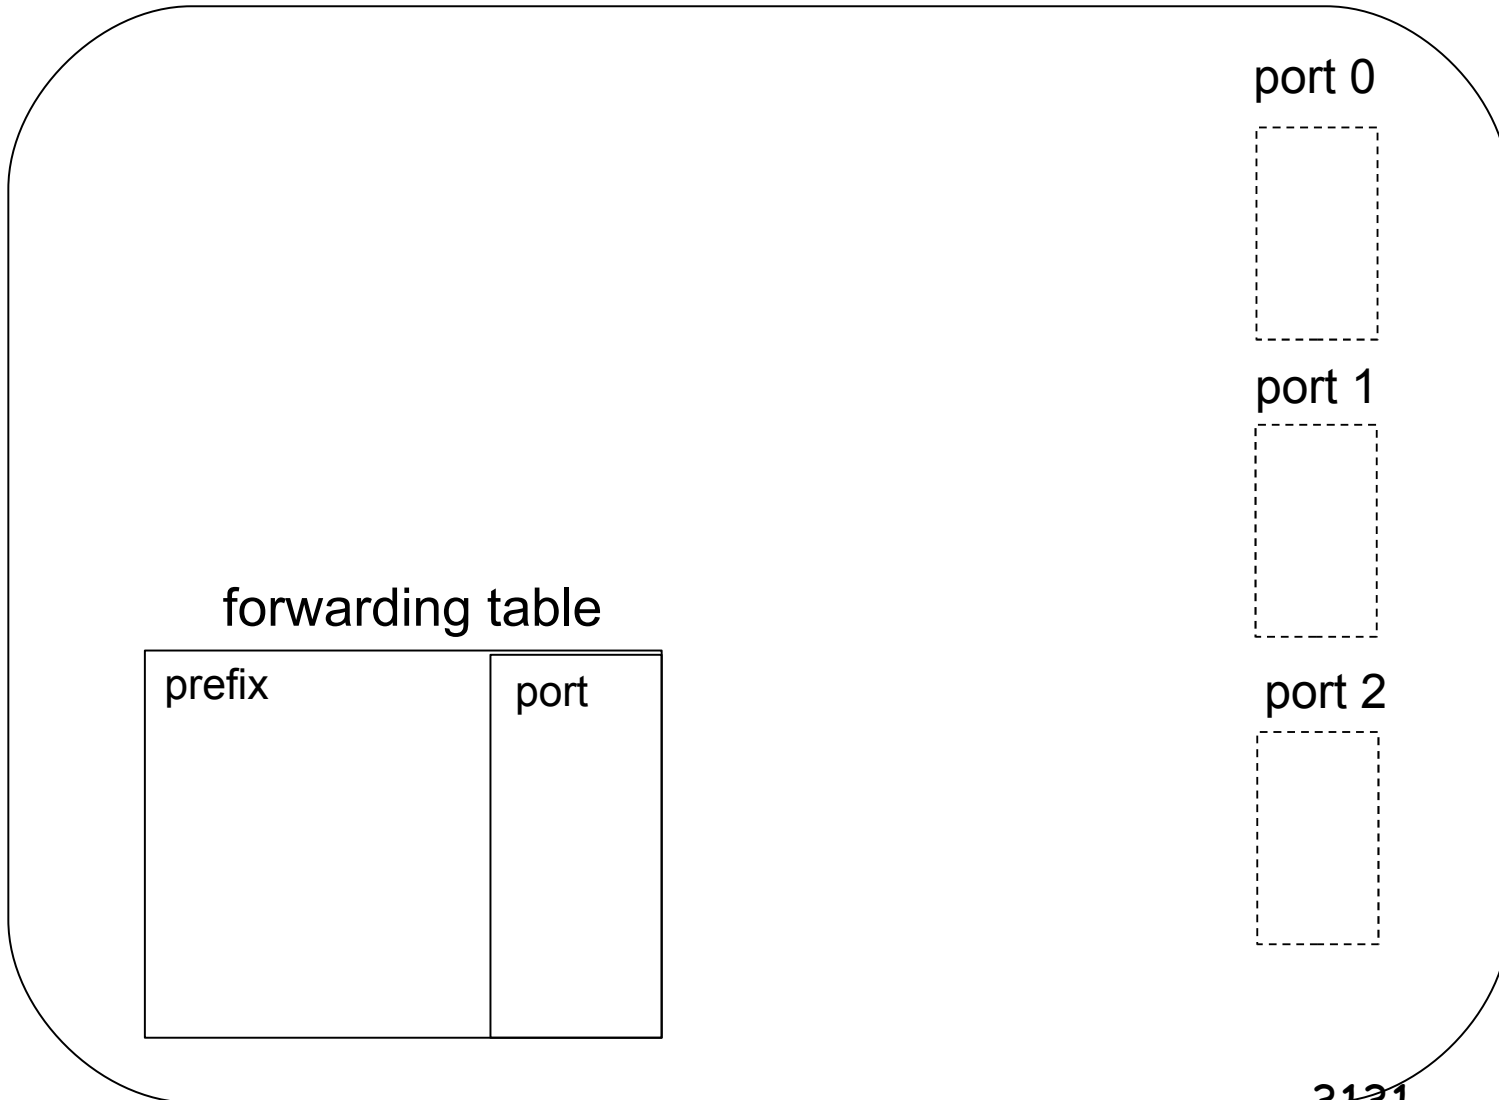 port 0
port 1
forwarding table
prefix
port
port 2